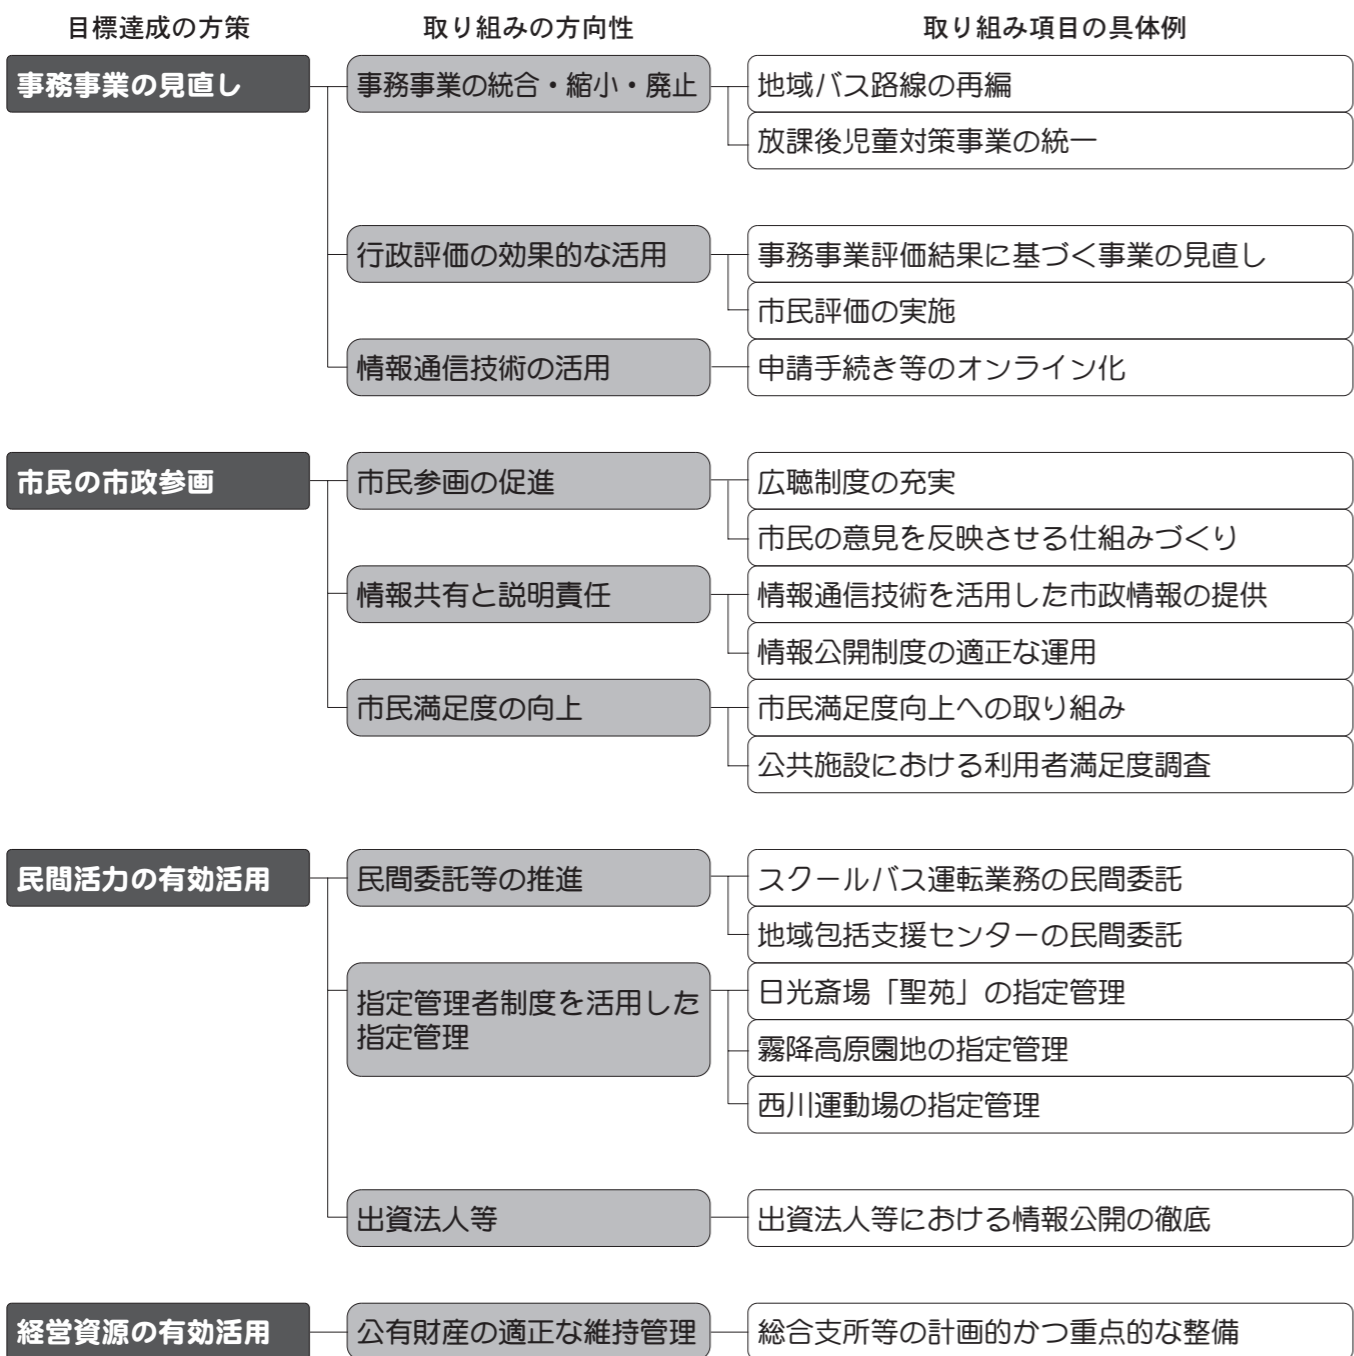 目標達成の方策
取り組みの方向性
取り組み項目の具体例
事務事業の見直し
事務事業の統合・縮小・廃止
地域バス路線の再編
放課後児童対策事業の統一
行政評価の効果的な活用
事務事業評価結果に基づく事業の見直し
市民評価の実施
情報通信技術の活用
申請手続き等のオンライン化
市民の市政参画
市民参画の促進
広聴制度の充実
市民の意見を反映させる仕組みづくり
情報共有と説明責任
情報通信技術を活用した市政情報の提供
情報公開制度の適正な運用
市民満足度の向上
市民満足度向上への取り組み
公共施設における利用者満足度調査
民間活力の有効活用
民間委託等の推進
スクールバス運転業務の民間委託
地域包括支援センターの民間委託
指定管理者制度を活用した
指定管理
日光斎場「聖苑」の指定管理
霧降高原園地の指定管理
西川運動場の指定管理
出資法人等
出資法人等における情報公開の徹底
経営資源の有効活用
公有財産の適正な維持管理
総合支所等の計画的かつ重点的な整備